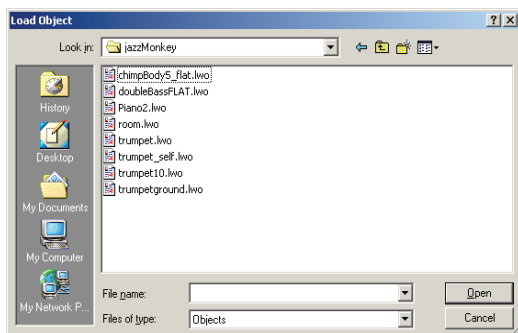 Load Object
Look in: jazzMonkey
History
Desktop
My Documents
My Computer
My Network P...
chimpBody5_flat.lwo
doubleBassFLAT.lwo
Piano2.lwo
room.lwo
trumpet.lwo
trumpet_self.lwo
trumpet10.lwo
trumpetground.lwo
File name:
Open
Files of type: Objects
Cancel